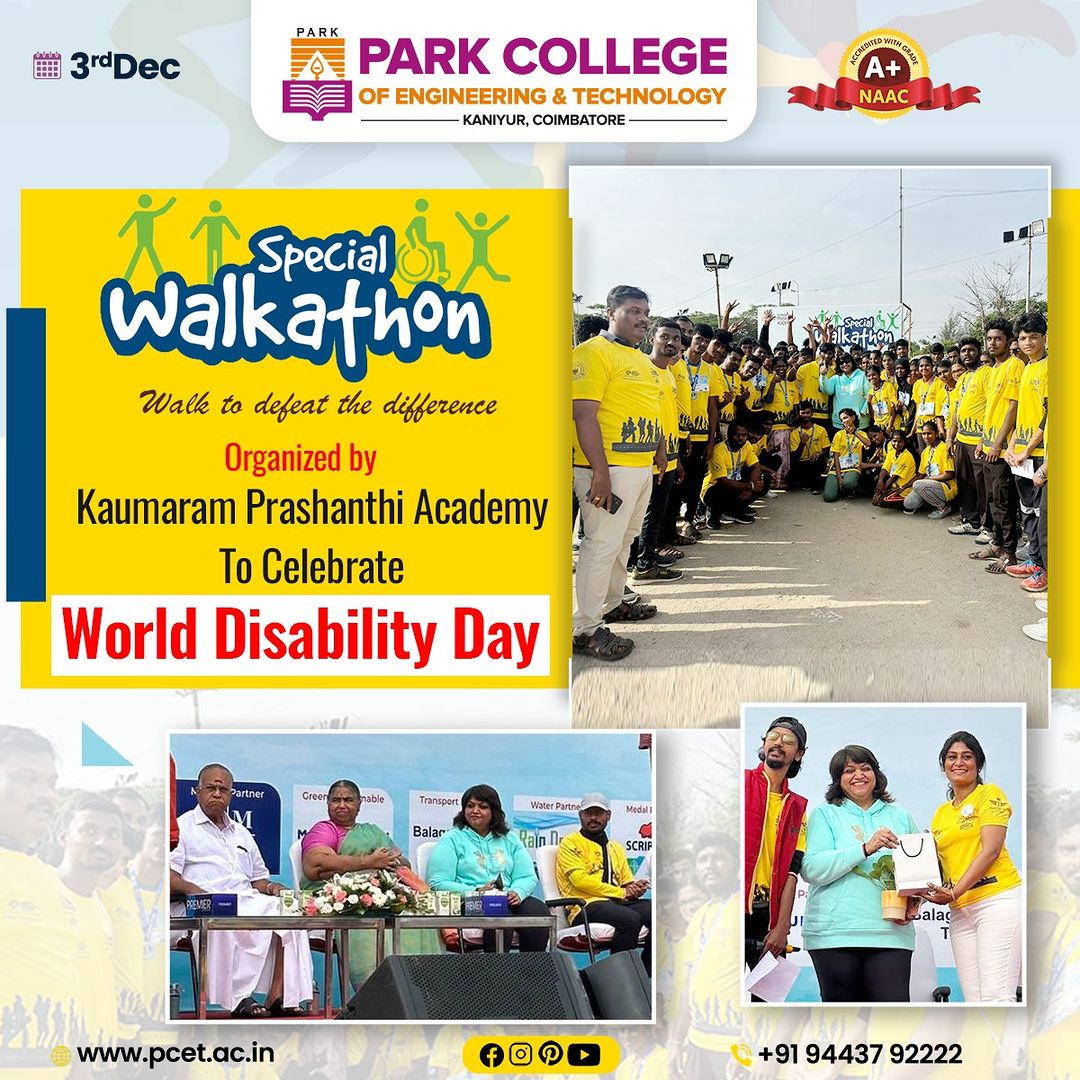 3rdDec
PARK
PARK COLLEGE
OF ENGINEERING & TECHNOLOGY
KANIYUR, COIMBATORE
ACCREDITED WITH GRADE
A+
NAAC
Special
Walkathon
Walk to defeat the difference
Organized by
Kaumaram Prashanthi Academy
To Celebrate
World Disability Day
Special
Walkathon
Partner
Transport
Water Partner
Medal
Balag
PREMIER
PREMIER
Balag
www.pcet.ac.in
+91 94437 92222